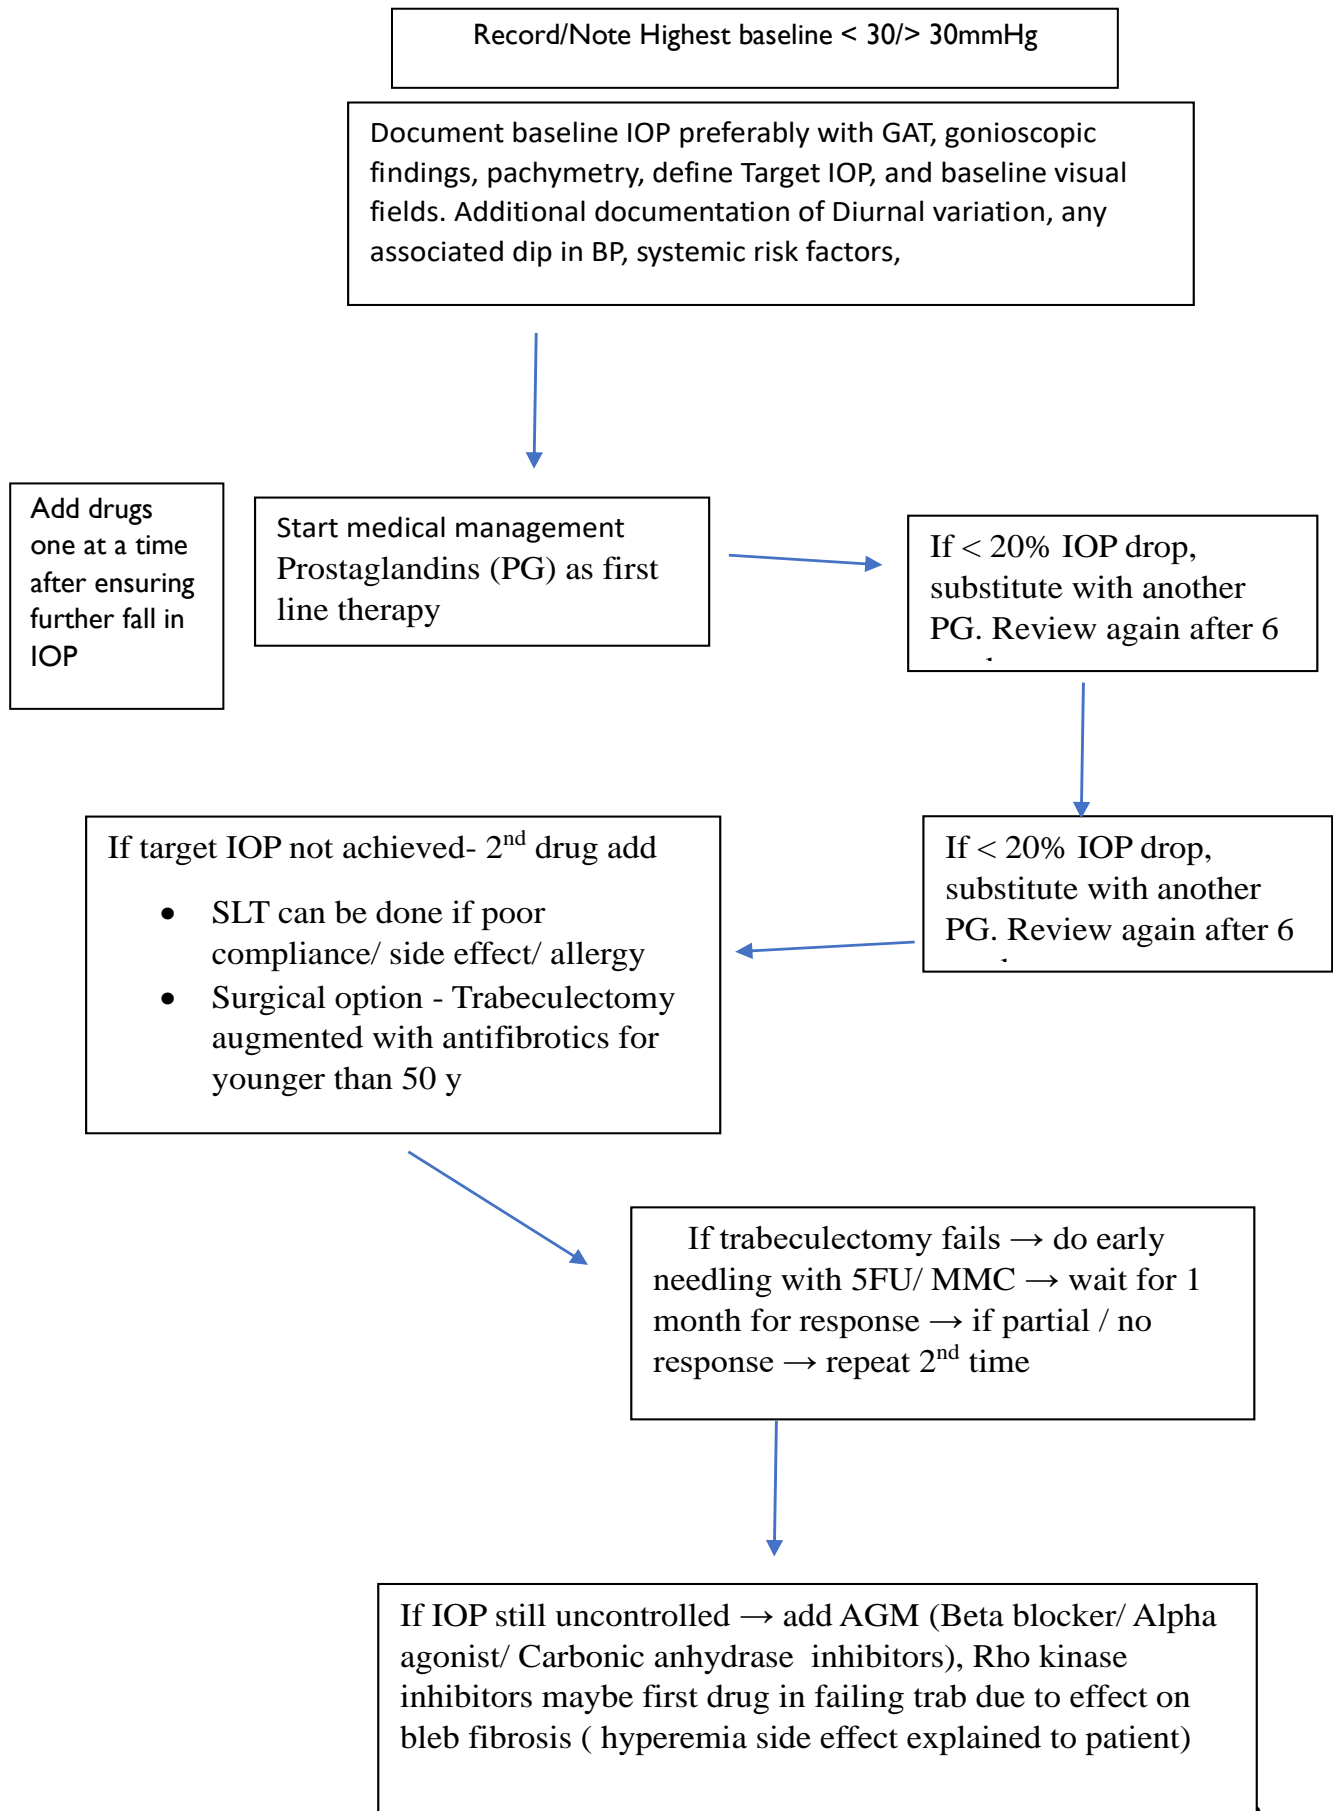 Record/Note Highest baseline < 30/> 30mmHg
Document baseline IOP preferably with GAT, gonioscopic
findings, pachymetry, define Target IOP, and baseline visual
fields. Additional documentation of Diurnal variation, any
associated dip in BP, systemic risk factors,
Add drugs
one at a time
after ensuring
further fall in
IOP
Start medical management
Prostaglandins (PG) as first
line therapy
If < 20% IOP drop,
substitute with another
PG. Review again after 6
If target IOP not achieved- 2nd drug add
• SLT can be done if poor
compliance/ side effect/ allergy
• Surgical option - Trabeculectomy
augmented with antifibrotics for
younger than 50 y
If < 20% IOP drop,
substitute with another
PG. Review again after 6
If trabeculectomy fails → do early
needling with 5FU/ MMC → wait for 1
month for response → if partial / no
response → repeat 2nd time
If IOP still uncontrolled → add AGM (Beta blocker/ Alpha
agonist/ Carbonic anhydrase inhibitors), Rho kinase
inhibitors maybe first drug in failing trab due to effect on
bleb fibrosis ( hyperemia side effect explained to patient)